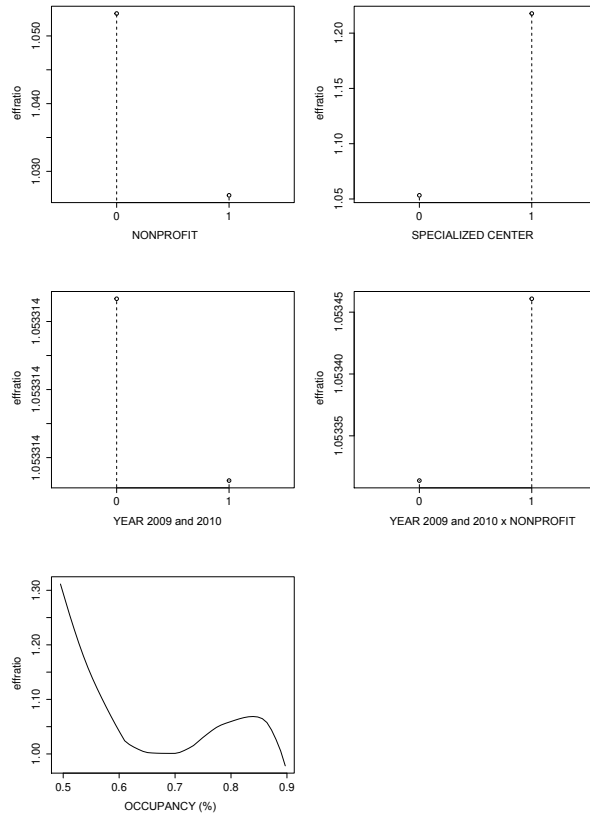 effratio
1.050
1.040
1.030
0 1
NONPROFIT
effratio
1.20
1.15
1.10
1.05
0 1
SPECIALIZED CENTER
effratio
1.053314
1.053314
1.053314
0 1
YEAR 2009 and 2010
effratio
1.05345
1.05340
1.05335
0 1
YEAR 2009 and 2010 x NONPROFIT
effratio
1.30
1.20
1.10
1.00
0.5 0.6 0.7 0.8 0.9
OCCUPANCY (%)